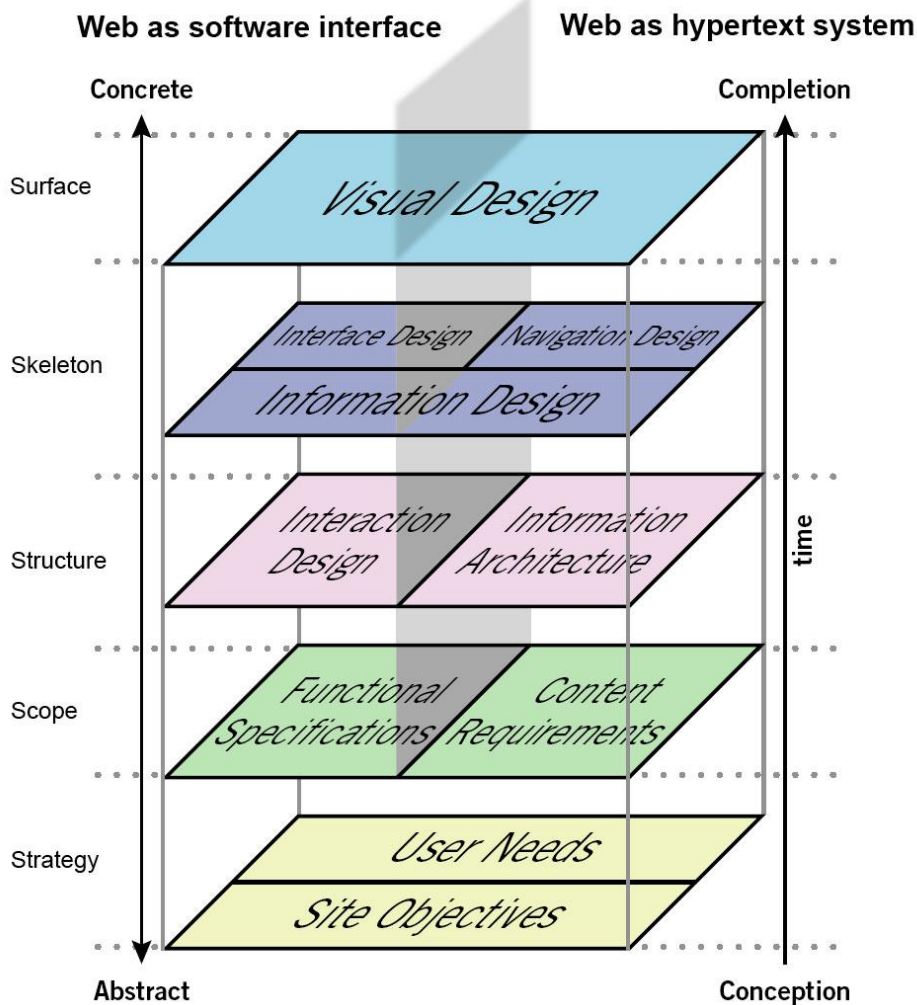 Web as software interface
Web as hypertext system
Concrete
Completion
Surface
Visual Design
Skeleton
Interface Design
Navigation Design
Information Design
Structure
Interaction
Design
Information
Architecture
time
Scope
Functional
Specifications
Content
Requirements
Strategy
User Needs
Site Objectives
Abstract
Conception